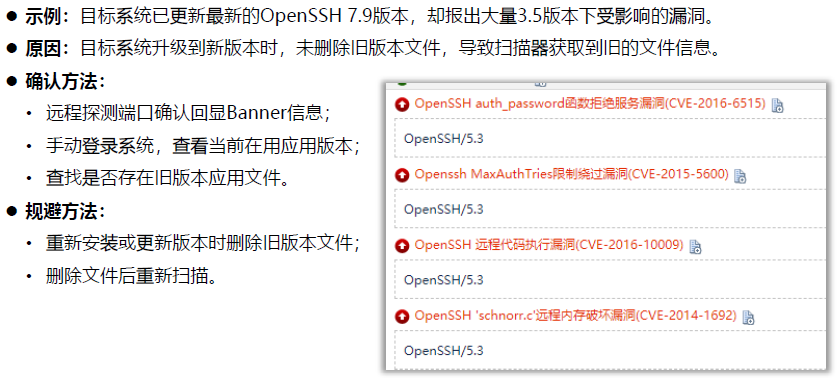 ● 示例：目标系统已更新最新的OpenSSH 7.9版本，却报出大量3.5版本下受影响的漏洞。
● 原因：目标系统升级到新版本时，未删除旧版本文件，导致扫描器获取到旧的文件信息。
● 确认方法：
• 远程探测端口确认回显Banner信息；
• 手动登录系统，查看当前在用应用版本；
• 查找是否存在旧版本应用文件。
● 规避方法：
• 重新安装或更新版本时删除旧版本文件；
• 删除文件后重新扫描。
OpenSSH auth_password函数拒绝服务漏洞(CVE-2016-6515)
OpenSSH/5.3
Openssh MaxAuthTries限制绕过漏洞(CVE-2015-5600)
OpenSSH/5.3
OpenSSH 远程代码执行漏洞(CVE-2016-10009)
OpenSSH/5.3
OpenSSH 'schnorr.c'远程内存破坏漏洞(CVE-2014-1692)
OpenSSH/5.3